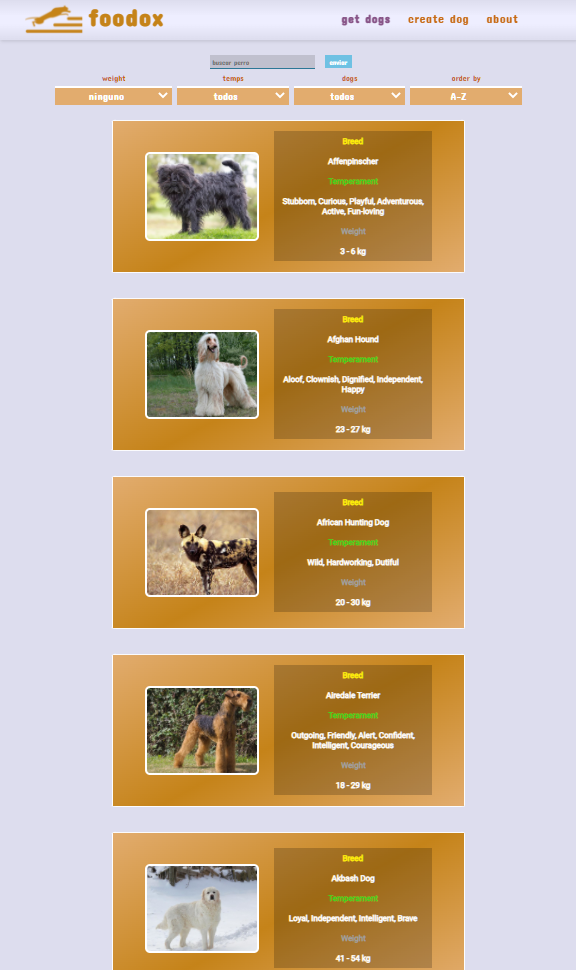 foodox
get dogs create dog about
buscar perro enviar
weight temps dogs order by
ninguno todos todos A-Z
Breed
Affenpinscher
Temperament
Stubborn, Curious, Playful, Adventurous,
Active, Fun-loving
Weight
3 - 6 kg
Breed
Afghan Hound
Temperament
Aloof, Clownish, Dignified, Independent,
Happy
Weight
23 - 27 kg
Breed
African Hunting Dog
Temperament
Wild, Hardworking, Dutiful
Weight
20 - 30 kg
Breed
Airedale Terrier
Temperament
Outgoing, Friendly, Alert, Confident,
Intelligent, Courageous
Weight
18 - 29 kg
Breed
Akbash Dog
Temperament
Loyal, Independent, Intelligent, Brave
Weight
41 - 54 kg